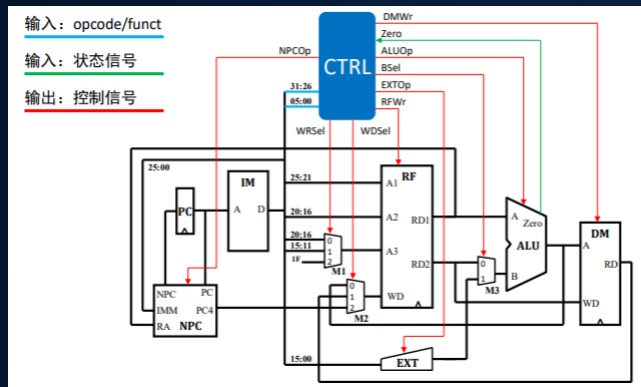 输入：opcode/funct
输入：状态信号
输出：控制信号
DMWr
Zero
NPCOp
ALUOp
BSel
EXTOp
RFWr
CTRL
31:26
05:00
WRSel
WDSel
25:00
IM
RF
25:21
A1
PC
A
D
20:16
A2
RD1
A
Zero
ALU
DM
A
RD
20:16
15:11
1F
0
1
2
M1
A3
RD2
0
1
M3
B
NPC
PC
IMM
PC4
RA
NPC
0
1
2
M2
WD
WD
15:00
EXT